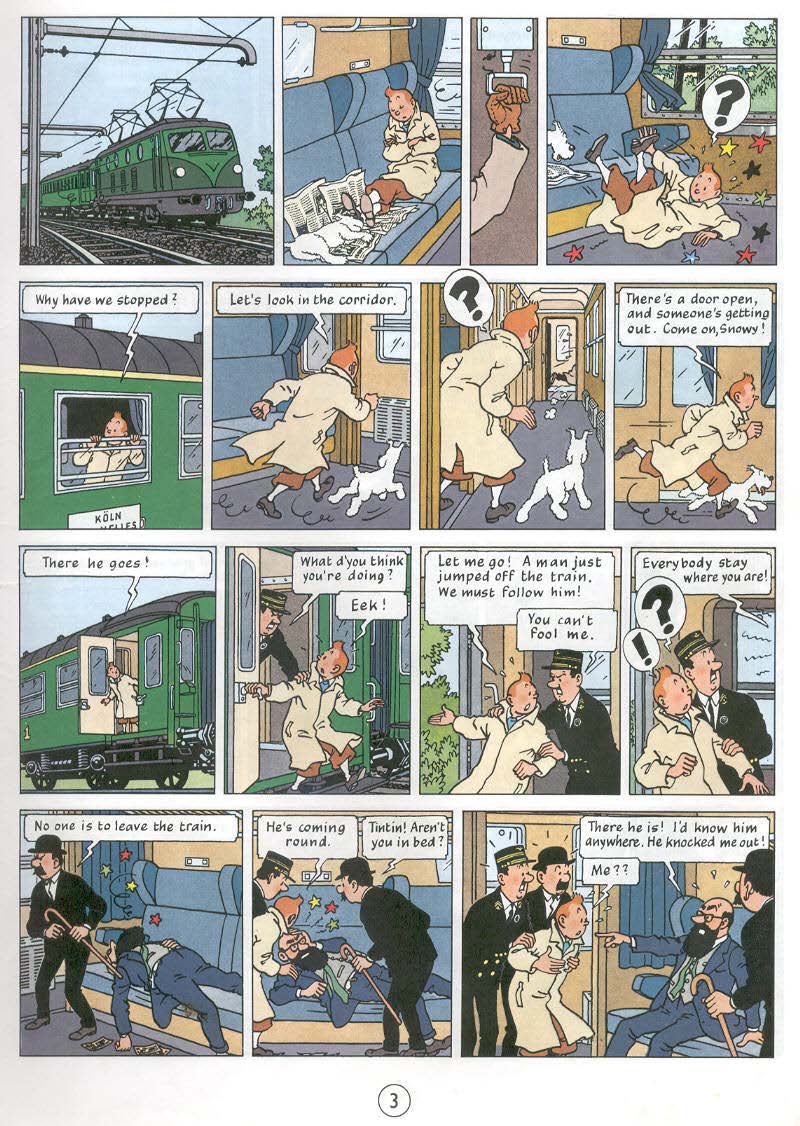 ?
Why have we stopped?
Let's look in the corridor.
?
There's a door open,
and someone's getting
out. Come on, Snowy!
KÖLN
ELLES
There he goes!
1
What d'you think
you're doing?
Eek!
Let me go! A man just
jumped off the train.
We must follow him!
You can't
fool me.
Everybody stay
where you are!
?
!
No one is to leave the train.
He's coming
round.
Tintin! Aren't
you in bed?
There he is! I'd know him
anywhere. He knocked me out!
Me??
3